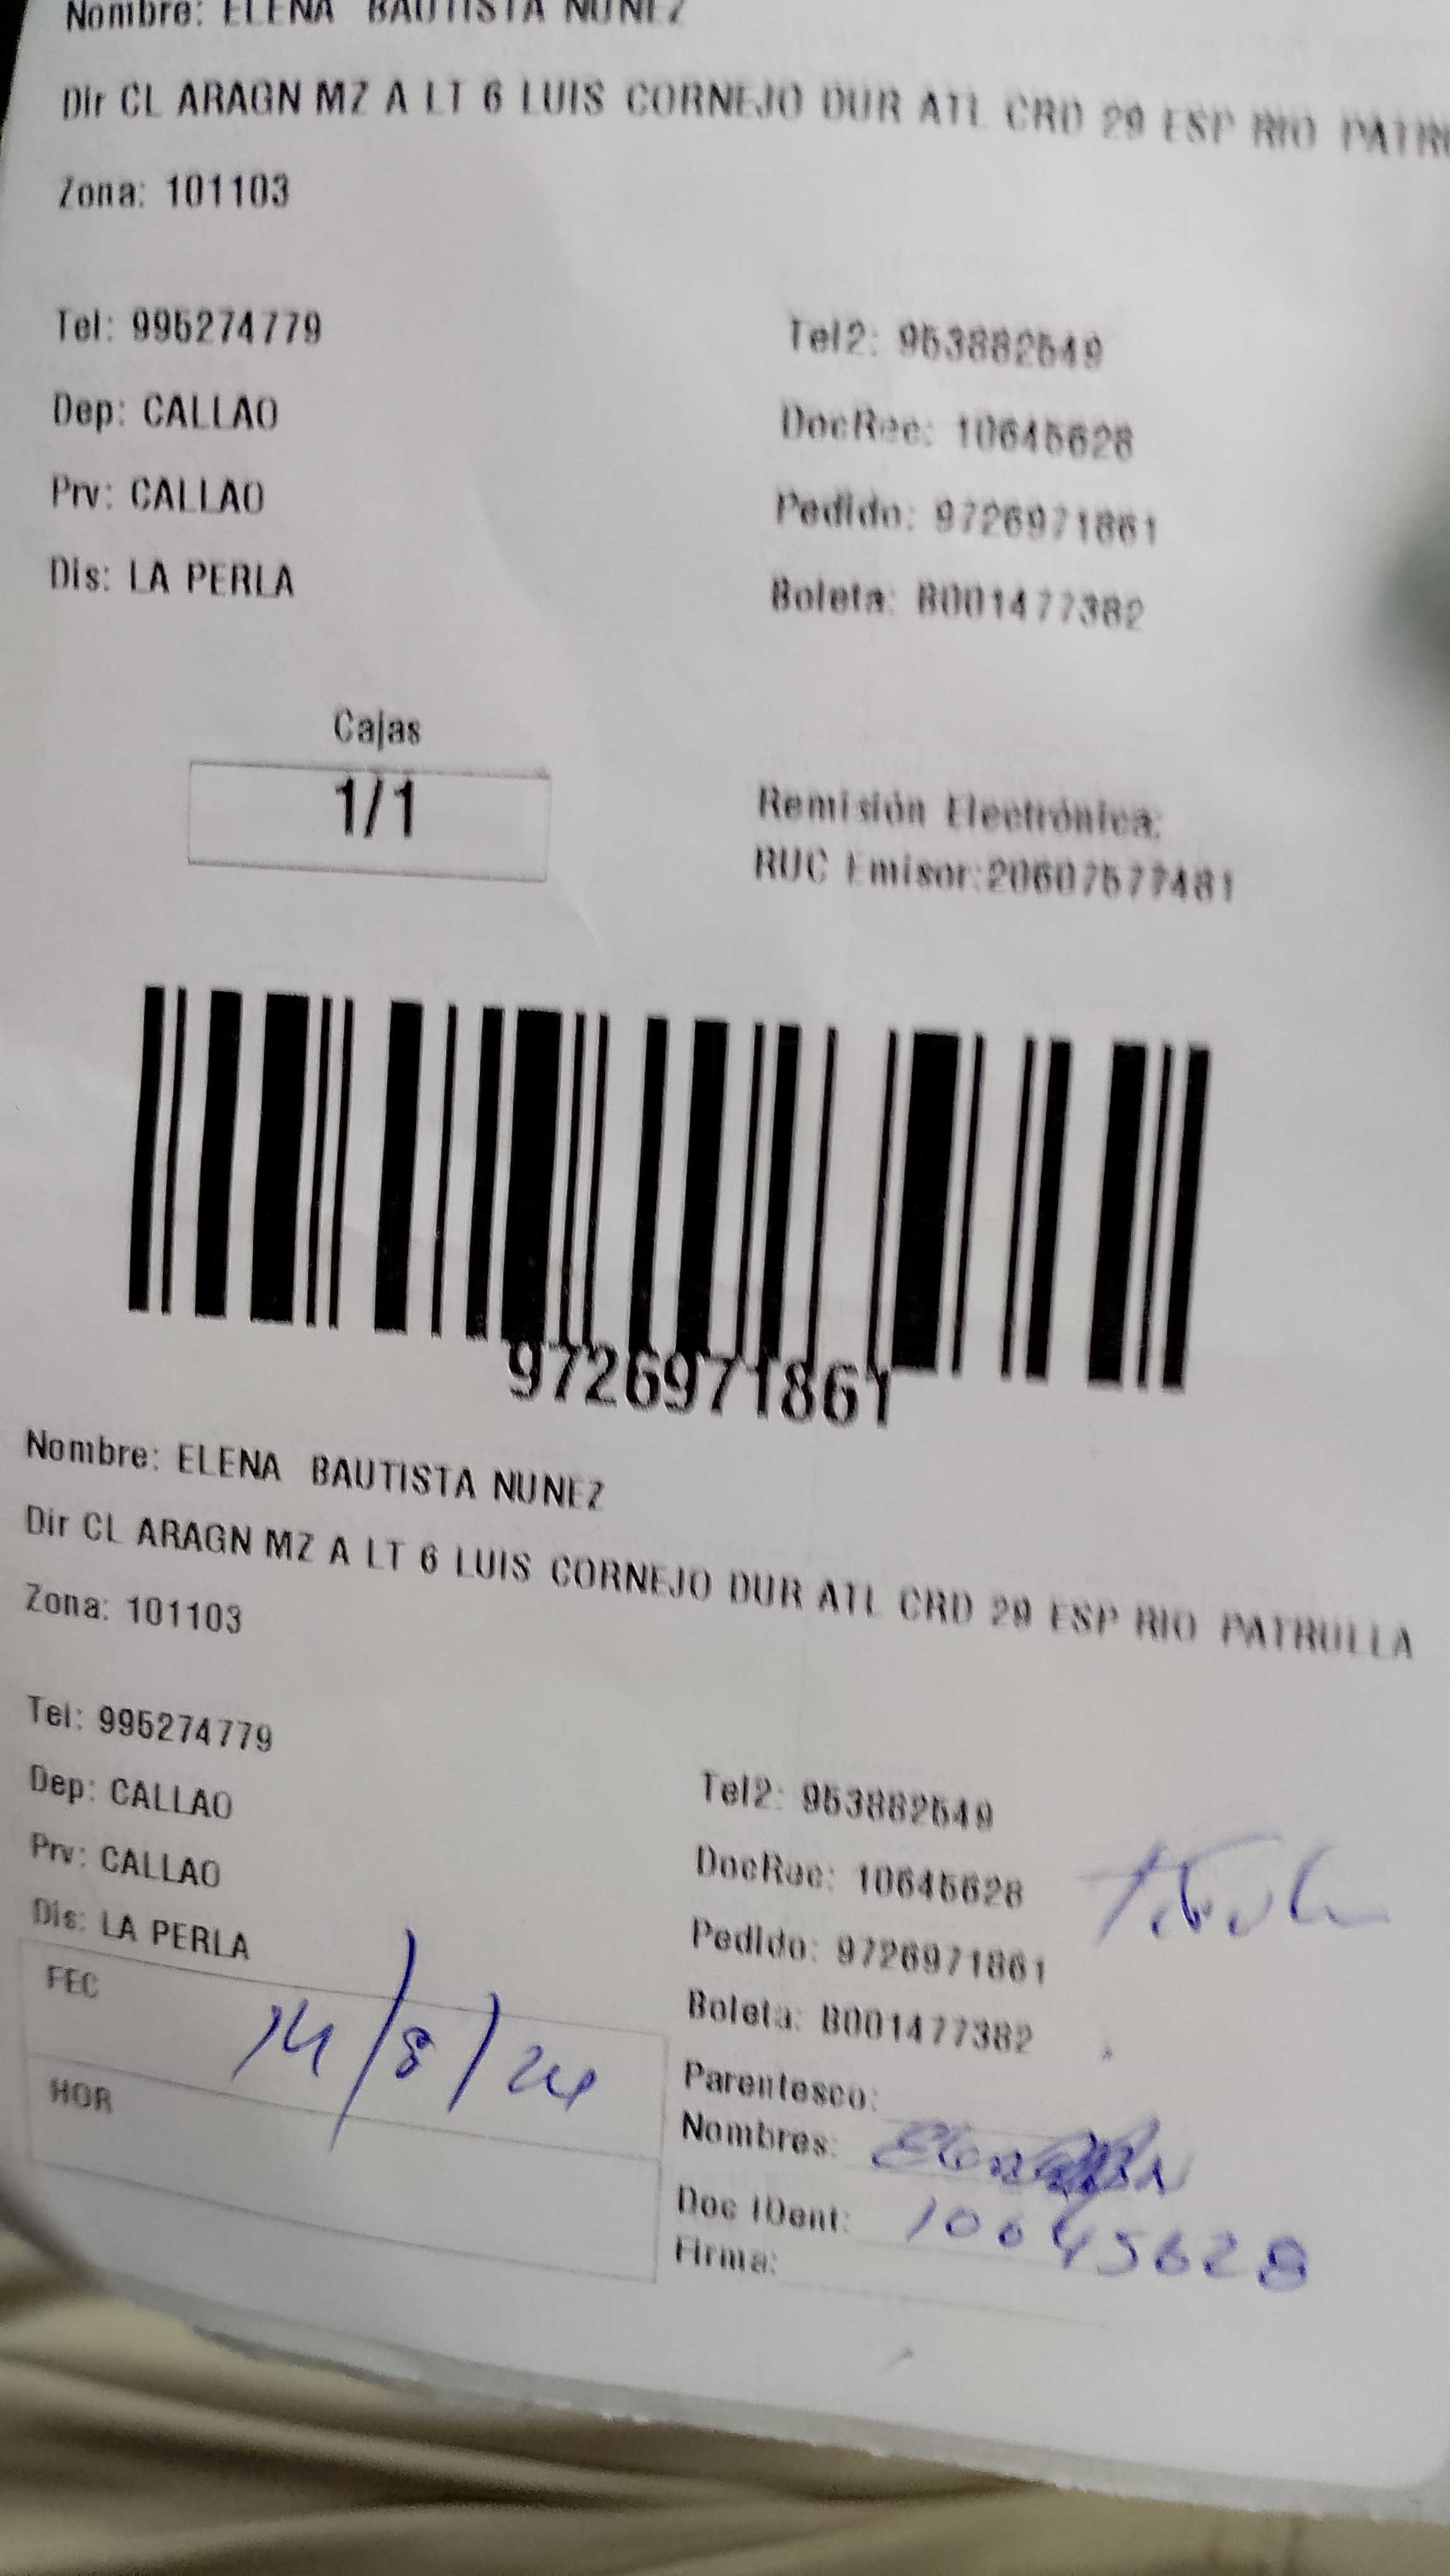 Nombre: ELENA BAUTISTA NUNEZ
Dir CL ARAGN MZ A LT 6 LUIS CORNEJO DUR ATL CRD 29 ESP RIO PATRU
Zona: 101103
Tel: 995274779
Tel2: 953882549
Dep: CALLAO
DocRec: 10645628
Prv: CALLAO
Pedido: 9726971861
Dis: LA PERLA
Boleta: B001477382
Cajas
1/1
Remisión Electrónica:
RUC Emisor:20607577481
9726971861
Nombre: ELENA BAUTISTA NUNEZ
Dir CL ARAGN MZ A LT 6 LUIS CORNEJO DUR ATL CRD 29 ESP RIO PATRULLA
Zona: 101103
Tel: 995274779
Tel2: 953882549
Dep: CALLAO
DocRec: 10645628
Prv: CALLAO
Pedido: 9726971861
Dis: LA PERLA
Boleta: B001477382
FEC 14/8/24
HOR
Parentesco:
Nombres: Elena
Doc IDent: 10645628
Firma: